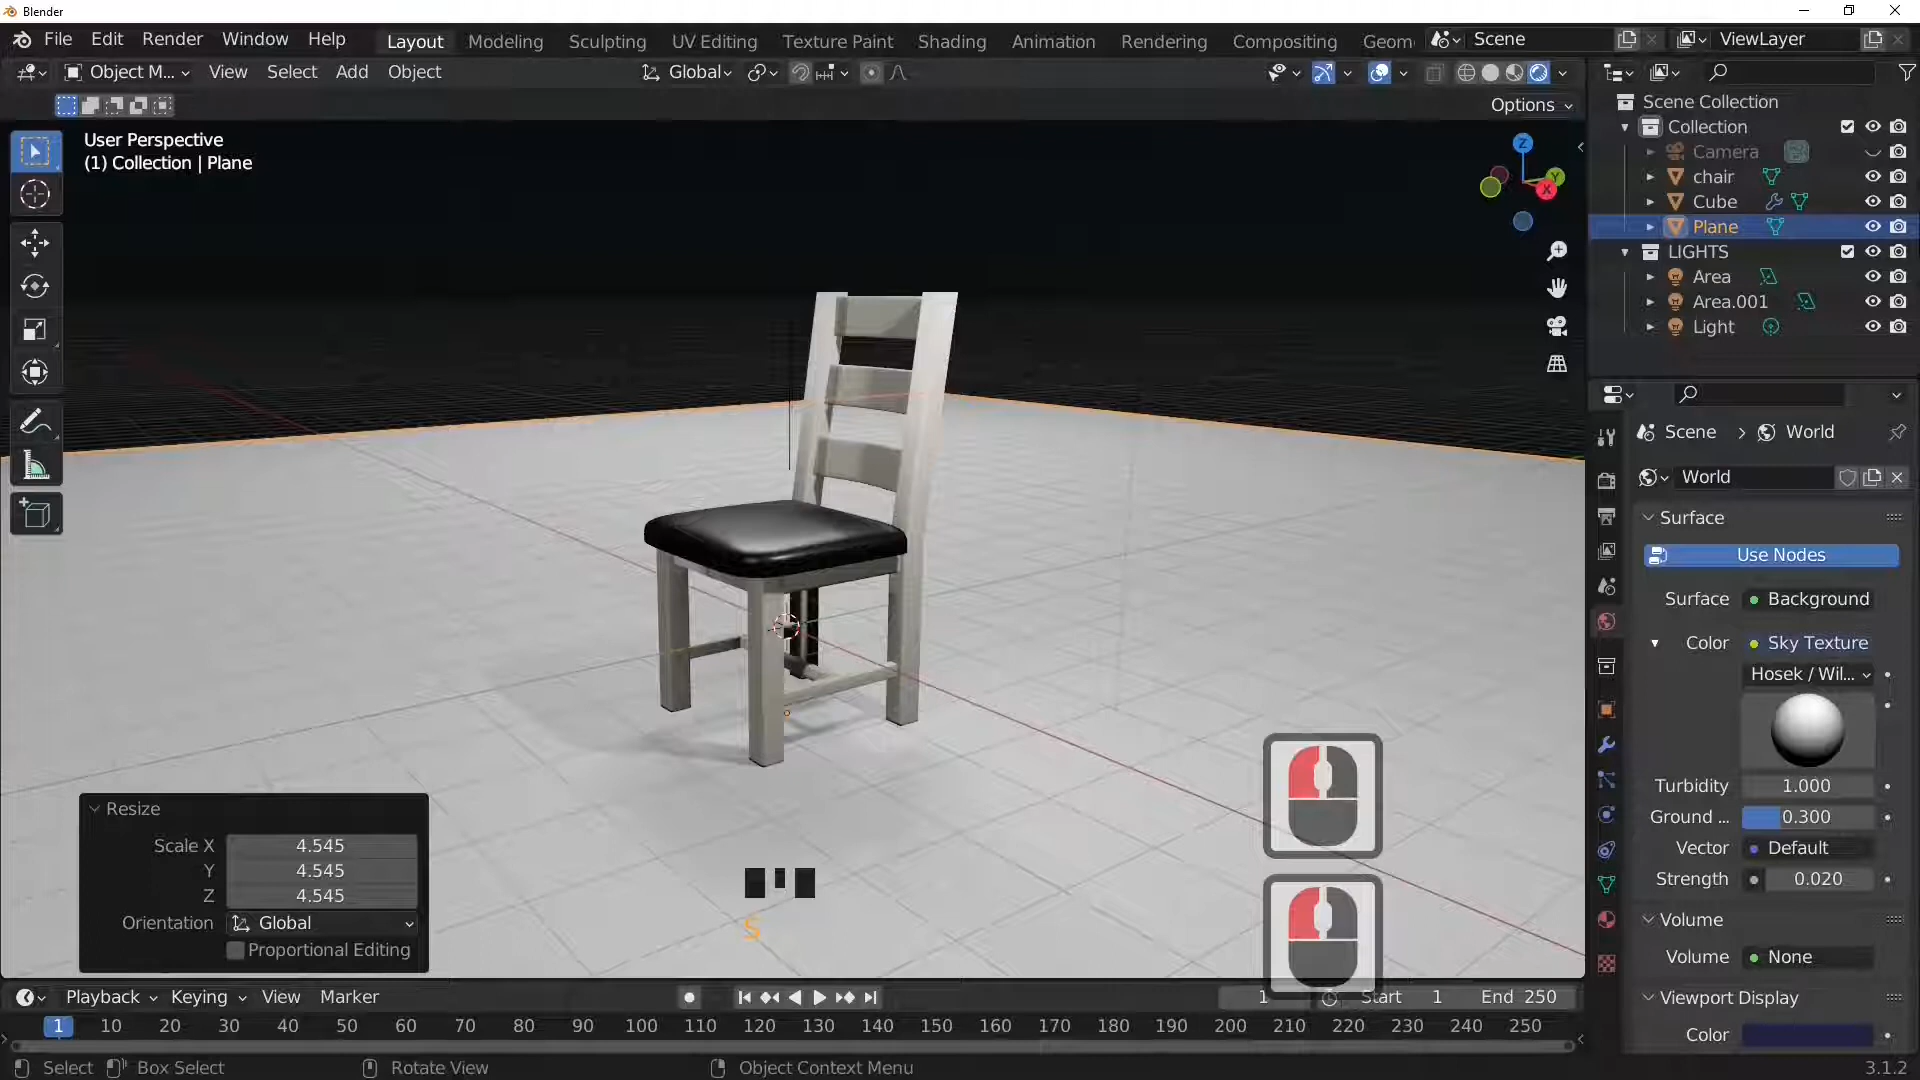 Blender
File Edit Render Window Help Layout Modeling Sculpting UV Editing Texture Paint Shading Animation Rendering Compositing Geom Scene ViewLayer
Object M... View Select Add Object Global
Options
User Perspective
(1) Collection | Plane
Z
Y
X
Scene Collection
Collection
Camera
chair
Cube
Plane
LIGHTS
Area
Area.001
Light
Scene > World
World
Surface
Use Nodes
Surface Background
Color Sky Texture
Hosek / Wil...
Turbidity 1.000
Ground ... 0.300
Vector Default
Strength 0.020
Volume
Volume None
Viewport Display
Color
Resize
Scale X 4.545
Y 4.545
Z 4.545
Orientation Global
Proportional Editing
S
Playback Keying View Marker 1 Start 1 End 250
1 10 20 30 40 50 60 70 80 90 100 110 120 130 140 150 160 170 180 190 200 210 220 230 240 250
Select Box Select Rotate View Object Context Menu 3.1.2